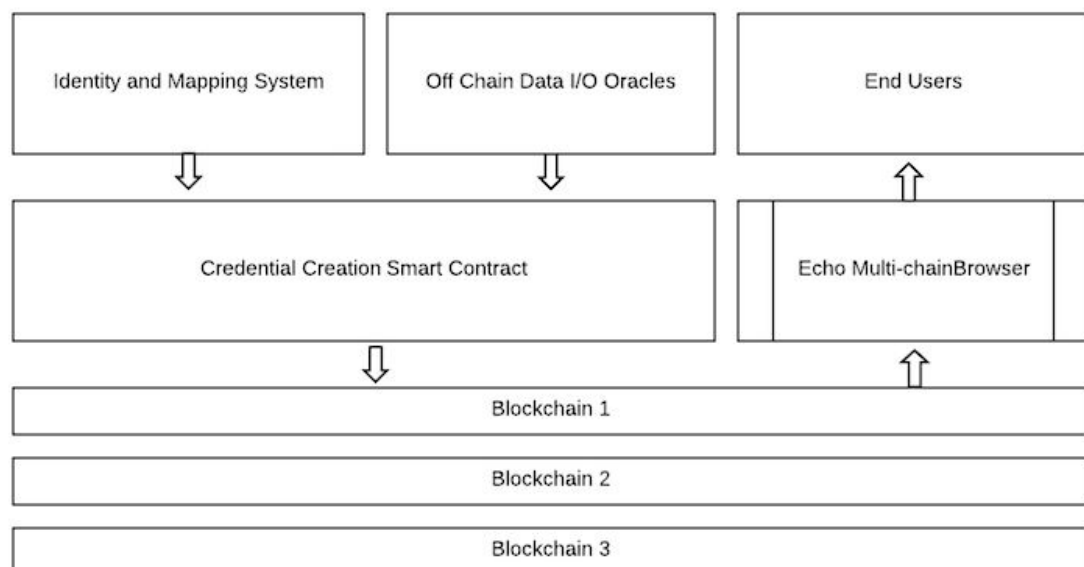 Identity and Mapping System
Off Chain Data I/O Oracles
End Users
Credential Creation Smart Contract
Echo Multi-chainBrowser
Blockchain 1
Blockchain 2
Blockchain 3